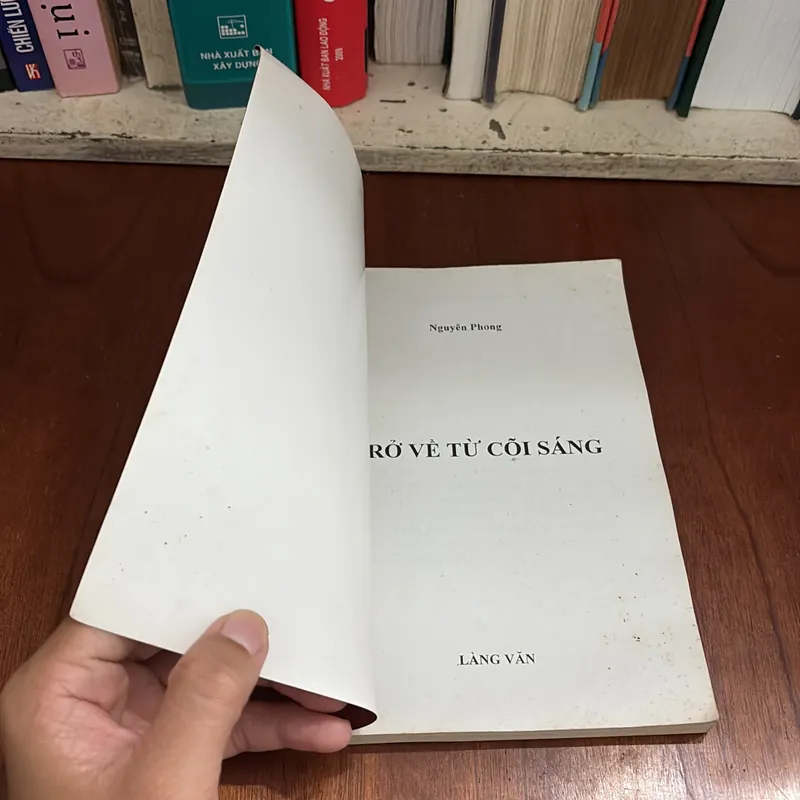 CHIẾN LƯ
ỊU
NHÀ XUẤT BẢN
XÂY DỰNG
NHÀ XUẤT BẢN LAO ĐỘNG
Nguyên Phong
RỞ VỀ TỪ CÕI SÁNG
LÀNG VĂN